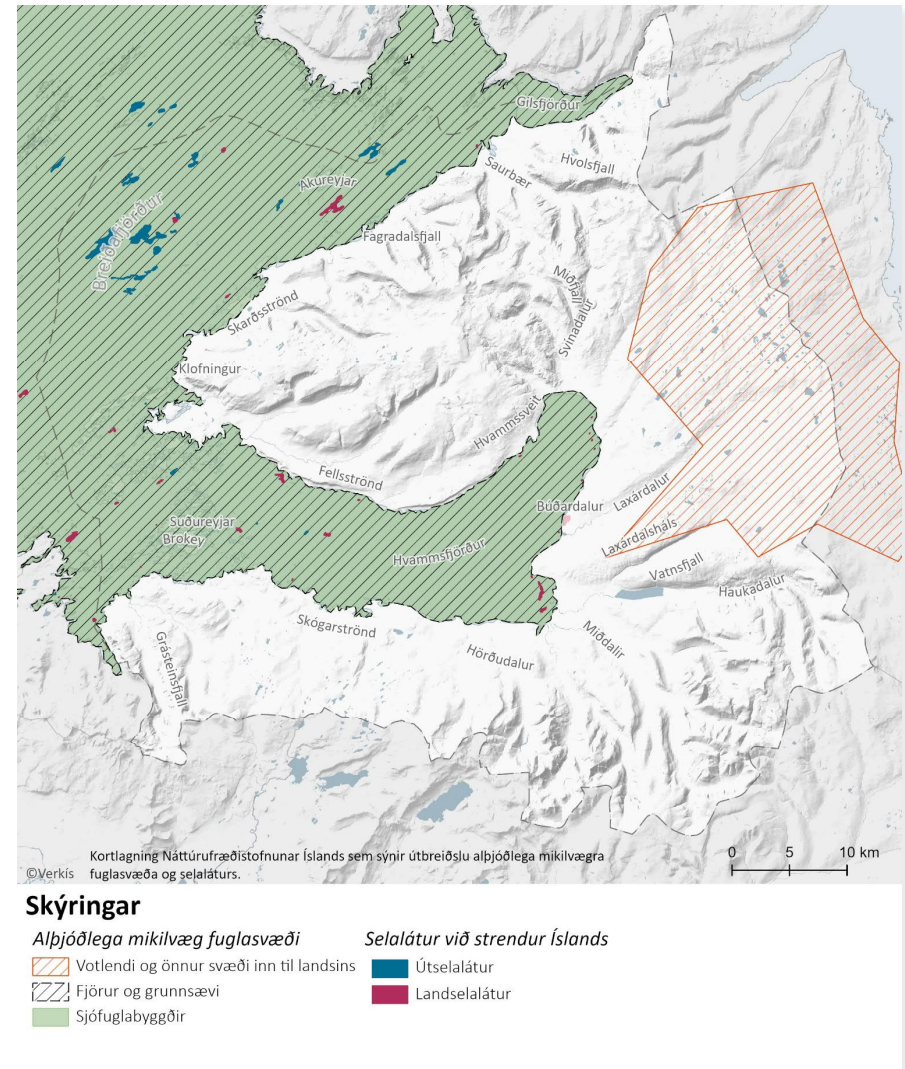 Gilsfjörður
Hvolsfjall
Saurbær
Akureyjar
Breiðafjörður
Fagradalsfjall
Miðfjall
Svínadalur
Skarðsströnd
Klofningur
Hvammssveit
Fellsströnd
Laxárdalur
Búðardalur
Suðureyjar
Brokey
Laxárdalsháls
Hvammsfjörður
Vatnsfjall
Haukadalur
Skógarströnd
Miðdalir
Grásteinsfjall
Hörðudalur
Kortlagning Náttúrufræðistofnunar Íslands sem sýnir útbreiðslu alþjóðlega mikilvægra
fuglasvæða og selaláturs.
©Verkís
0 5 10 km
Skýringar
Alþjóðlega mikilvæg fuglasvæði
Votlendi og önnur svæði inn til landsins
Fjörur og grunnsævi
Sjófuglabyggðir
Selalátur við strendur Íslands
Útselalátur
Landselalátur